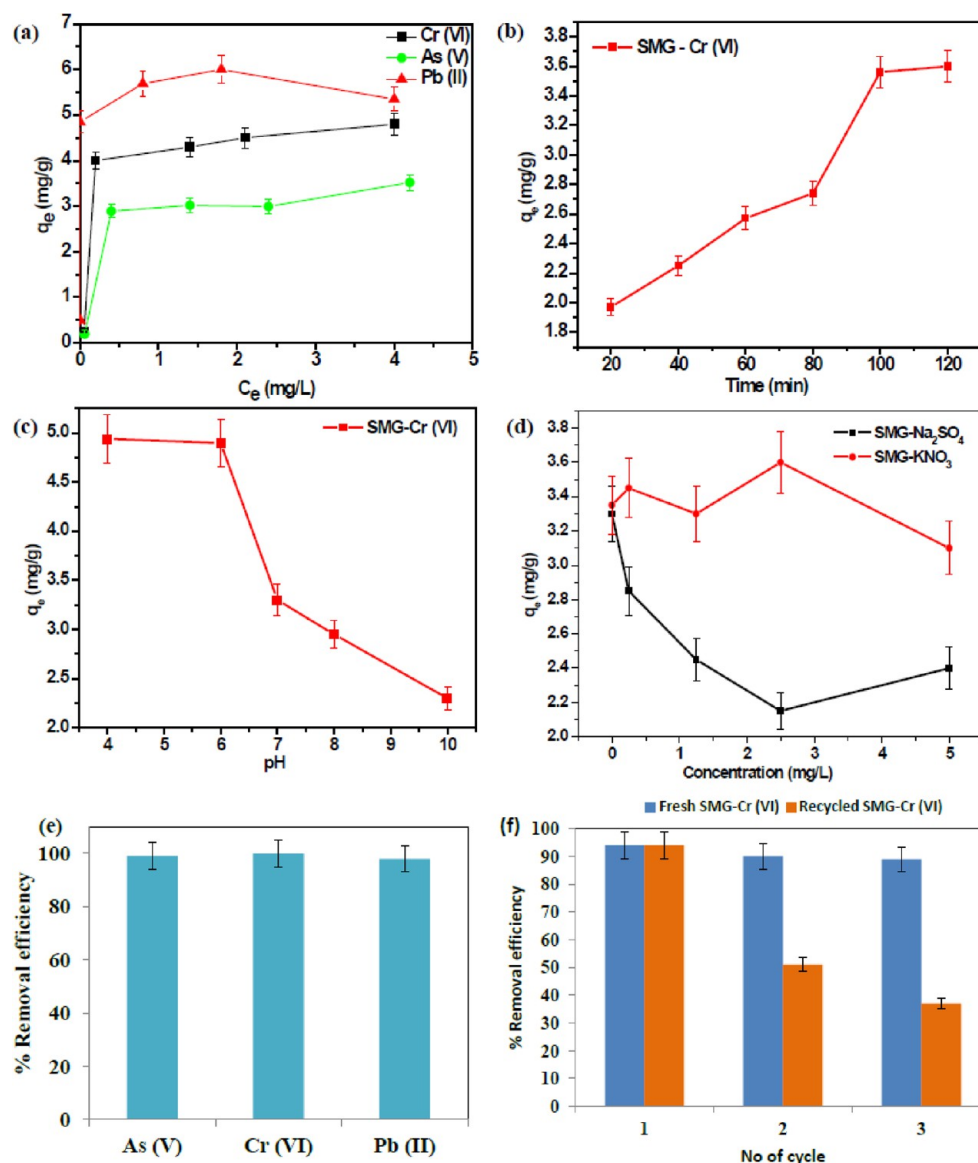 (a)
Cr (VI)
As (V)
Pb (II)
7
6
5
4
3
2
1
0
qe (mg/g)
0 1 2 3 4 5
Ce (mg/L)
(b)
SMG - Cr (VI)
3.8
3.6
3.4
3.2
3.0
2.8
2.6
2.4
2.2
2.0
1.8
qe (mg/g)
20 40 60 80 100 120
Time (min)
(c)
SMG-Cr (VI)
5.0
4.5
4.0
3.5
3.0
2.5
2.0
qe (mg/g)
4 5 6 7 8 9 10
pH
(d)
SMG-Na2SO4
SMG-KNO3
3.8
3.6
3.4
3.2
3.0
2.8
2.6
2.4
2.2
2.0
qe (mg/g)
0 1 2 3 4 5
Concentration (mg/L)
(e)
120
100
80
60
40
20
0
% Removal efficiency
As (V) Cr (VI) Pb (II)
(f)
Fresh SMG-Cr (VI) Recycled SMG-Cr (VI)
100
90
80
70
60
50
40
30
20
10
0
% Removal efficiency
1 2 3
No of cycle